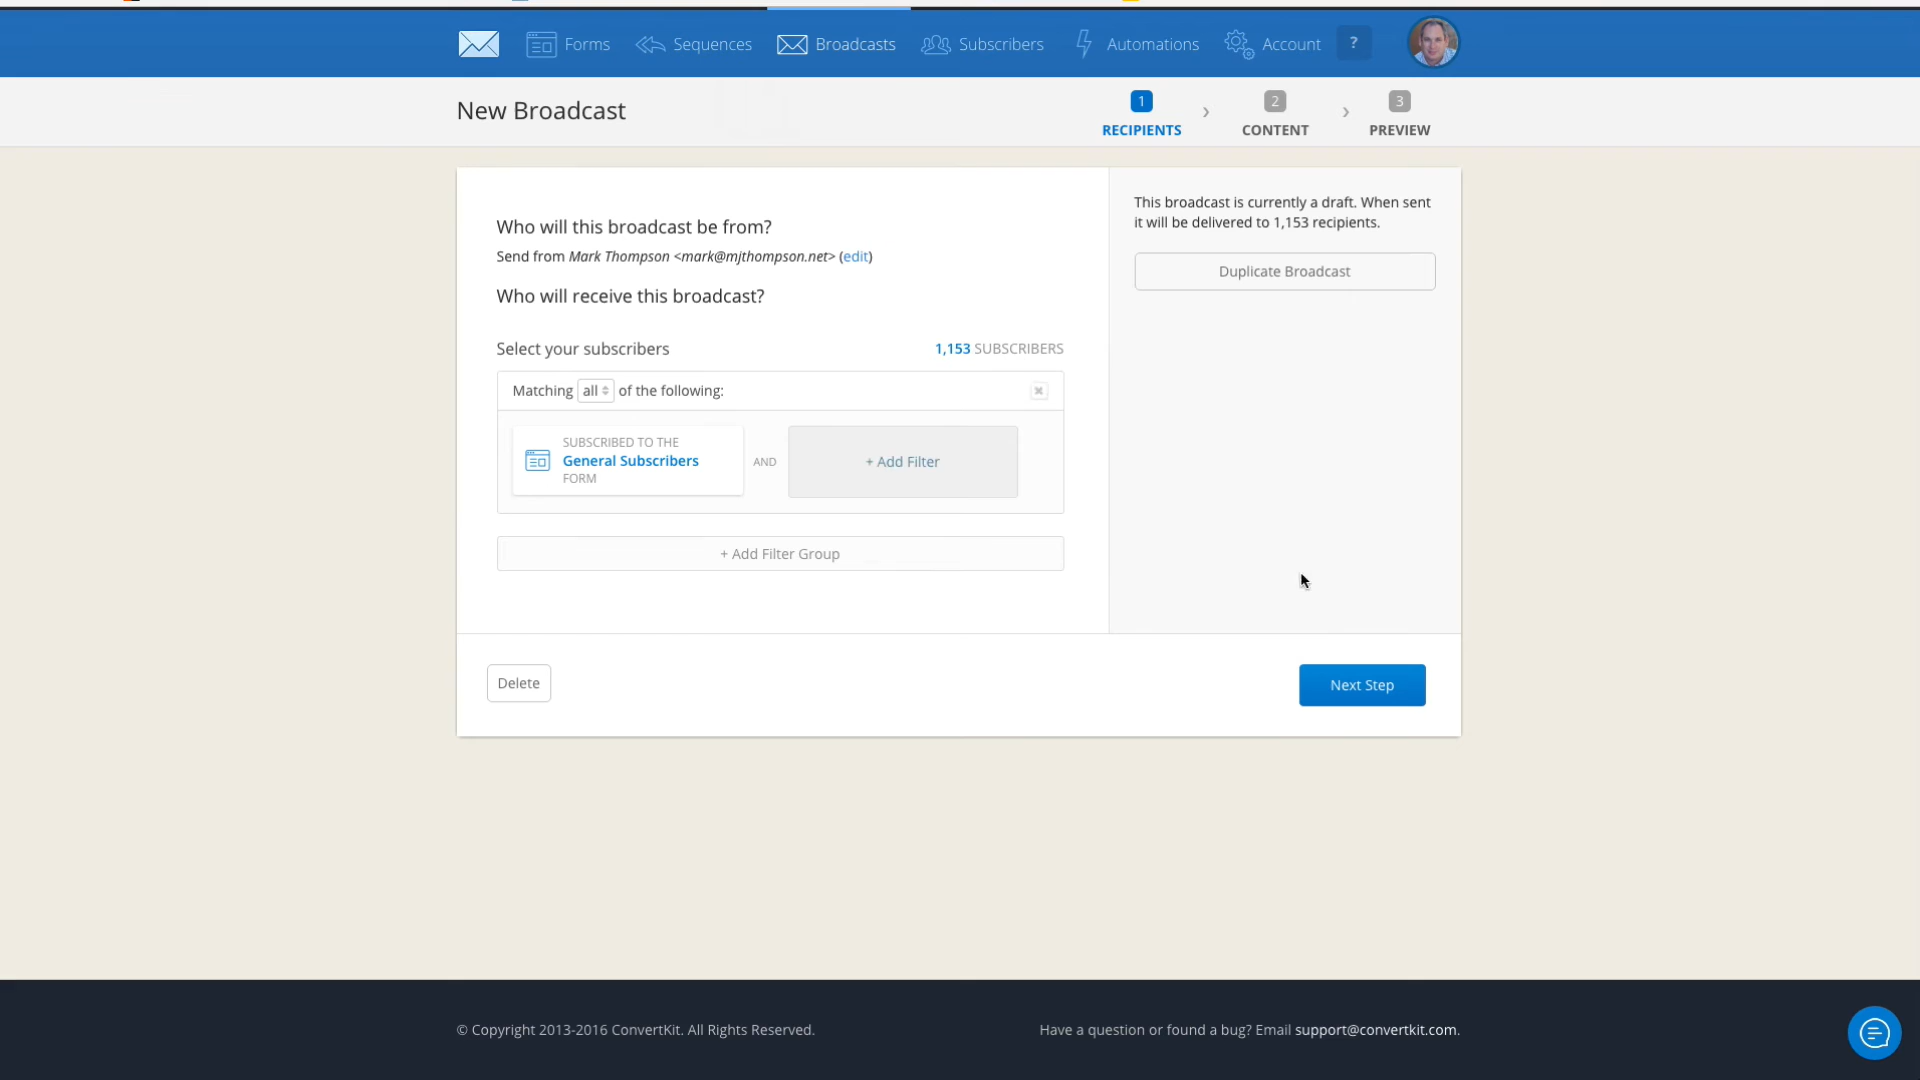 Forms
Sequences
Broadcasts
Subscribers
Automations
Account
?
New Broadcast
1
RECIPIENTS
2
CONTENT
3
PREVIEW
Who will this broadcast be from?
Send from Mark Thompson <mark@mjthompson.net> (edit)
Who will receive this broadcast?
Select your subscribers
1,153 SUBSCRIBERS
Matching all of the following:
SUBSCRIBED TO THE
General Subscribers
FORM
AND
+ Add Filter
+ Add Filter Group
This broadcast is currently a draft. When sent
it will be delivered to 1,153 recipients.
Duplicate Broadcast
Delete
Next Step
© Copyright 2013-2016 ConvertKit. All Rights Reserved.
Have a question or found a bug? Email support@convertkit.com.